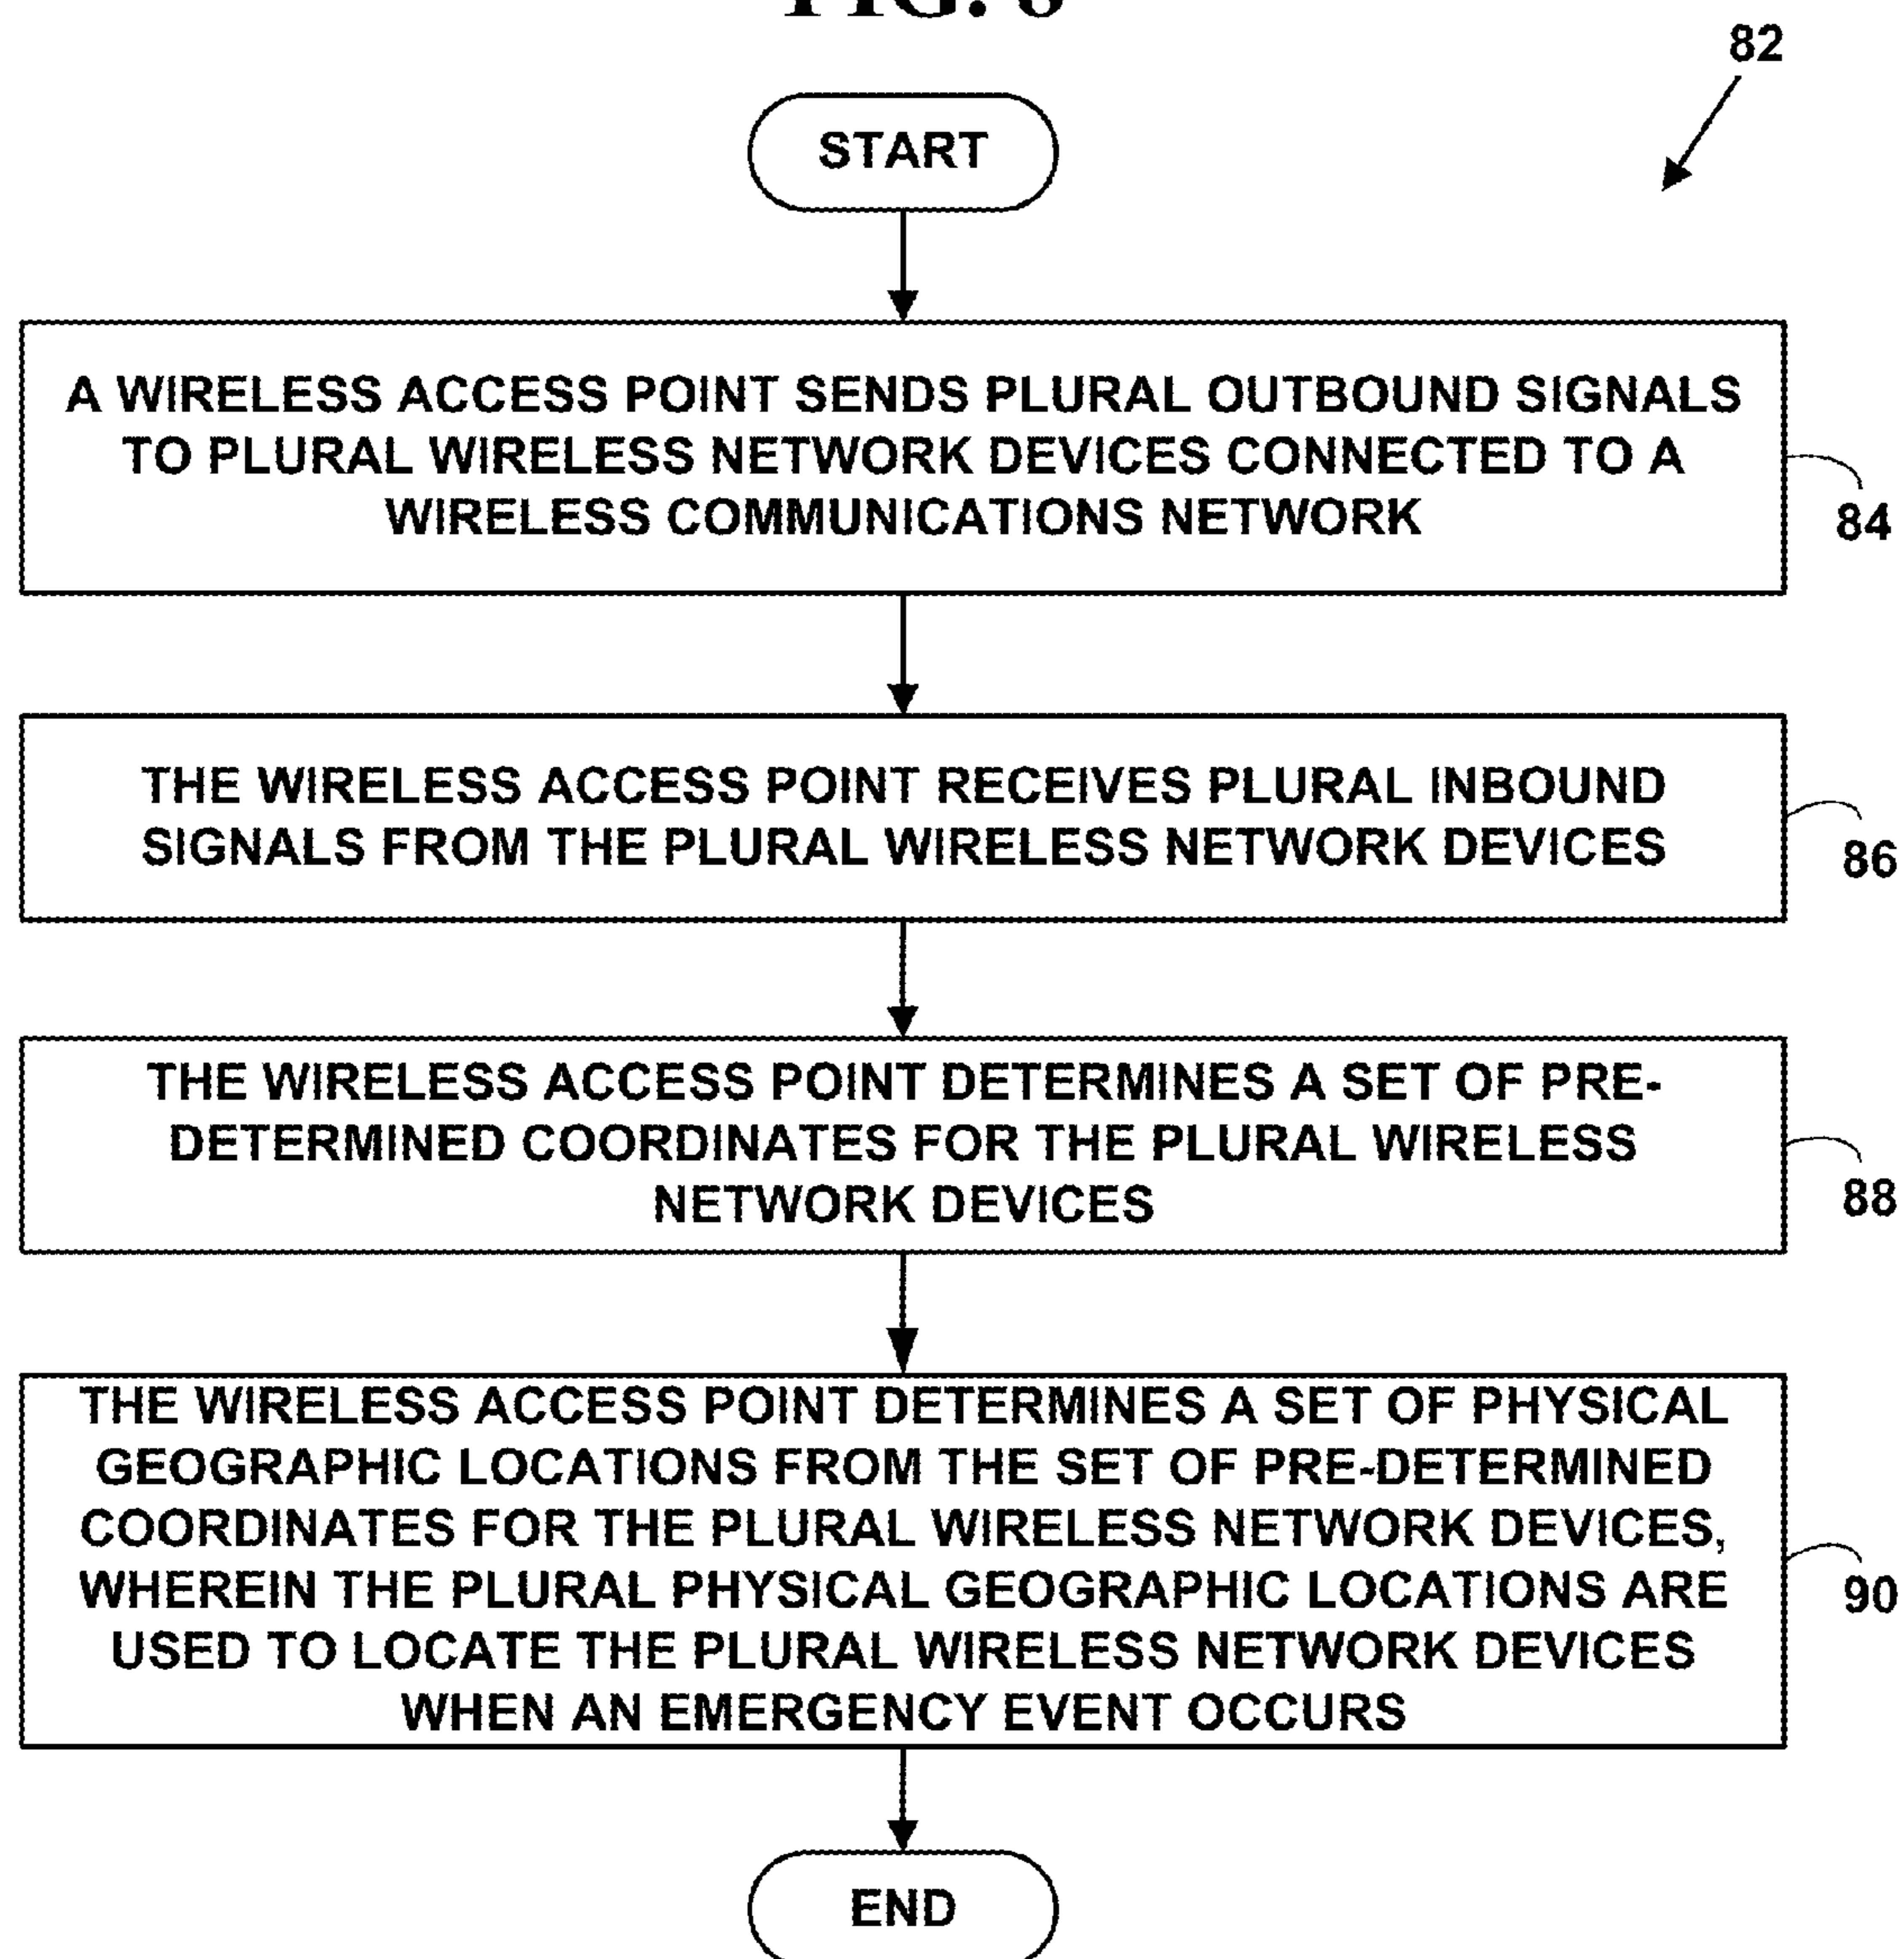 FIG.
82
START
A WIRELESS ACCESS POINT SENDS PLURAL OUTBOUND SIGNALS
TO PLURAL WIRELESS NETWORK DEVICES CONNECTED TO A
WIRELESS COMMUNICATIONS NETWORK
84
THE WIRELESS ACCESS POINT RECEIVES PLURAL INBOUND
SIGNALS FROM THE PLURAL WIRELESS NETWORK DEVICES
86
THE WIRELESS ACCESS POINT DETERMINES A SET OF PRE-
DETERMINED COORDINATES FOR THE PLURAL WIRELESS
NETWORK DEVICES
88
THE WIRELESS ACCESS POINT DETERMINES A SET OF PHYSICAL
GEOGRAPHIC LOCATIONS FROM THE SET OF PRE-DETERMINED
COORDINATES FOR THE PLURAL WIRELESS NETWORK DEVICES,
WHEREIN THE PLURAL PHYSICAL GEOGRAPHIC LOCATIONS ARE
USED TO LOCATE THE PLURAL WIRELESS NETWORK DEVICES
WHEN AN EMERGENCY EVENT OCCURS
90
END